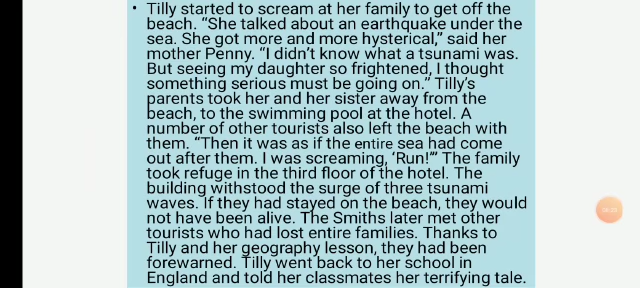 • Tilly started to scream at her family to get off the
beach. “She talked about an earthquake under the
sea. She got more and more hysterical,” said her
mother Penny. “I didn’t know what a tsunami was.
But seeing my daughter so frightened, I thought
something serious must be going on.” Tilly’s
parents took her and her sister away from the
beach, to the swimming pool at the hotel. A
number of other tourists also left the beach with
them. “Then it was as if the entire sea had come
out after them. I was screaming, ‘Run!’” The family
took refuge in the third floor of the hotel. The
building withstood the surge of three tsunami
waves. If they had stayed on the beach, they would
not have been alive. The Smiths later met other
tourists who had lost entire families. Thanks to
Tilly and her geography lesson, they had been
forewarned. Tilly went back to her school in
England and told her classmates her terrifying tale.